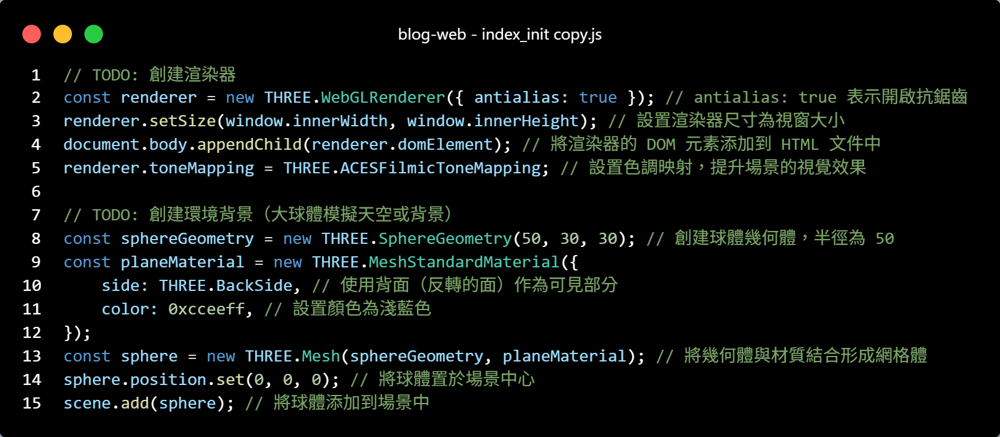 blog-web - index_init copy.js
1 // TODO: 創建渲染器
2 const renderer = new THREE.WebGLRenderer({ antialias: true }); // antialias: true 表示開啟抗鋸齒
3 renderer.setSize(window.innerWidth, window.innerHeight); // 設置渲染器尺寸為視窗大小
4 document.body.appendChild(renderer.domElement); // 將渲染器的 DOM 元素添加到 HTML 文件中
5 renderer.toneMapping = THREE.ACESFilmicToneMapping; // 設置色調映射，提升場景的視覺效果
6
7 // TODO: 創建環境背景（大球體模擬天空或背景）
8 const sphereGeometry = new THREE.SphereGeometry(50, 30, 30); // 創建球體幾何體，半徑為 50
9 const planeMaterial = new THREE.MeshStandardMaterial({
10     side: THREE.BackSide, // 使用背面（反轉的面）作為可見部分
11     color: 0xcceeff, // 設置顏色為淺藍色
12 });
13 const sphere = new THREE.Mesh(sphereGeometry, planeMaterial); // 將幾何體與材質結合形成網格體
14 sphere.position.set(0, 0, 0); // 將球體置於場景中心
15 scene.add(sphere); // 將球體添加到場景中